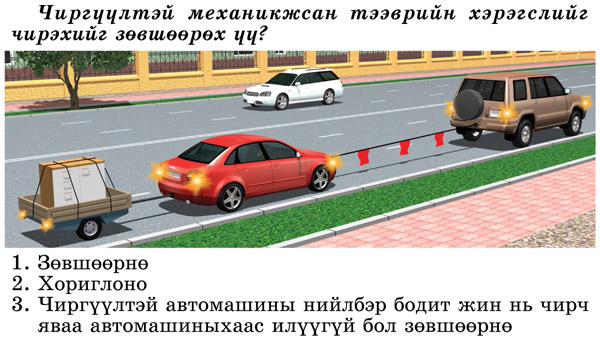 Чиргүүлтэй механикжсан тээврийн хэрэгслийг
чирэхийг зөвшөөрөх үү?
1. Зөвшөөрнө
2. Хориглоно
3. Чиргүүлтэй автомашины нийлбэр бодит жин нь чирч
яваа автомашиныхаас илүүгүй бол зөвшөөрнө